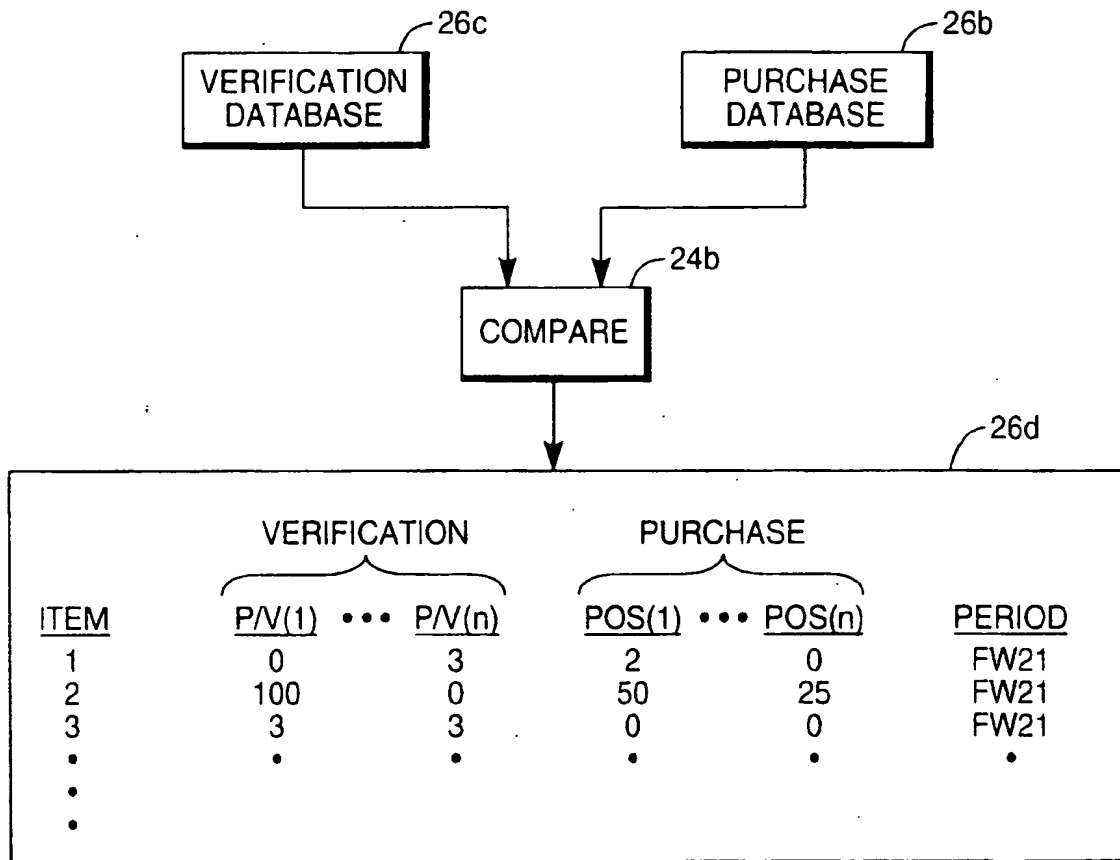 26c
26b
VERIFICATION
DATABASE
PURCHASE
DATABASE
24b
COMPARE
26d
VERIFICATION PURCHASE
ITEM P/V(1) ••• P/V(n) POS(1) ••• POS(n) PERIOD
1 0 3 2 0 FW21
2 100 0 50 25 FW21
3 3 3 0 0 FW21
• • • • • •
•
•